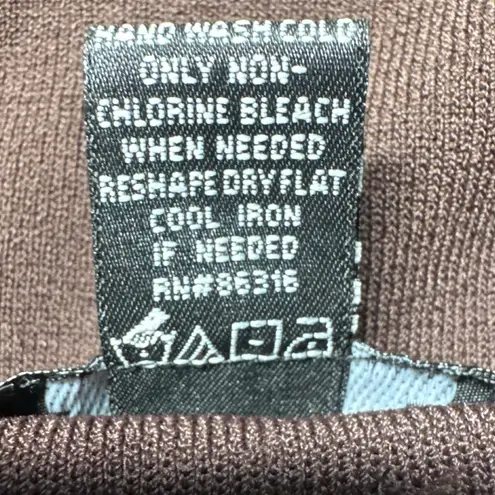 HAND WASH COLD
ONLY NON-
CHLORINE BLEACH
WHEN NEEDED
RESHAPE DRY FLAT
COOL IRON
IF NEEDED
RN#86316